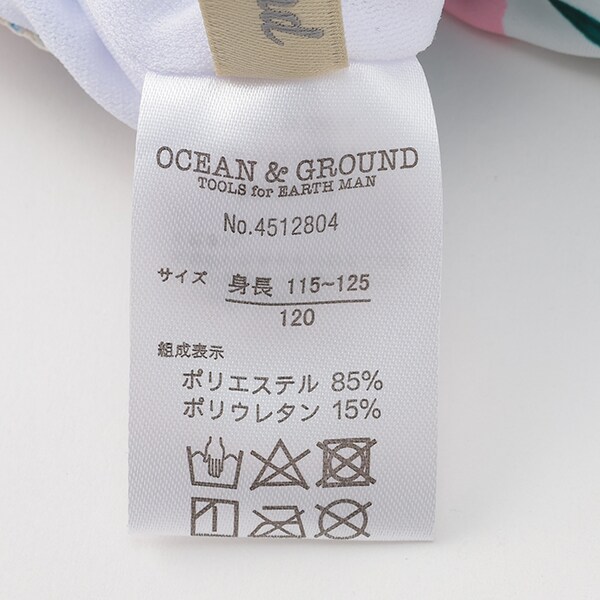 OCEAN & GROUND
TOOLS for EARTH MAN
No.4512804
サイズ 身長 115~125
120
組成表示
ポリエステル 85%
ポリウレタン 15%